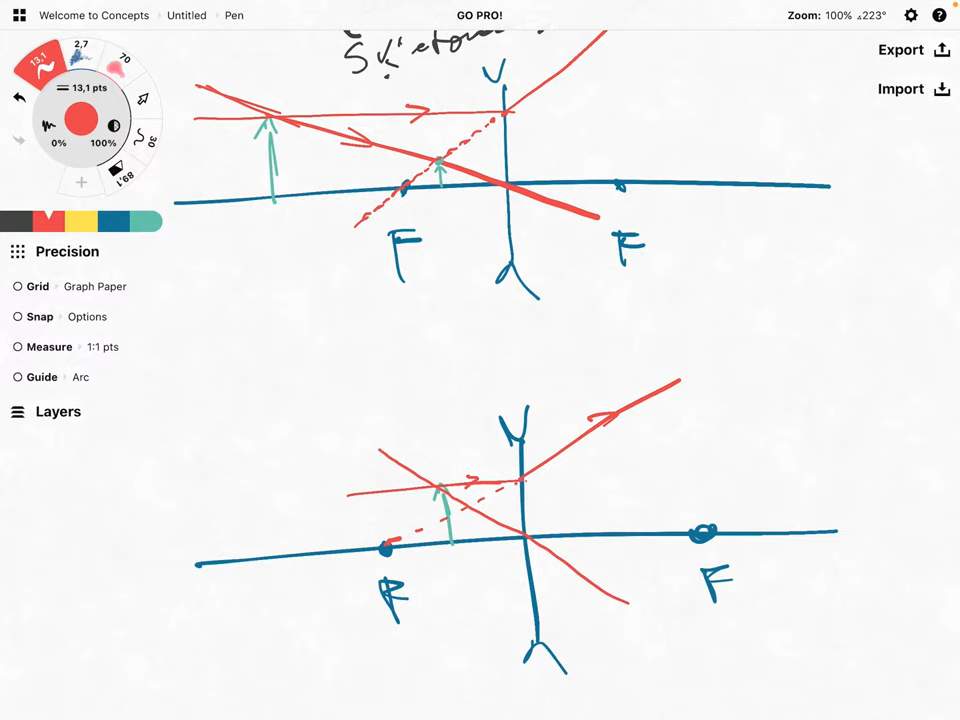 Welcome to Concepts Untitled Pen
GO PRO!
Zoom: 100% ⊿223°
Export
Import
2,7
13,1
70
13,1 pts
0% 100%
30
89,1
Precision
Grid Graph Paper
Snap Options
Measure 1:1 pts
Guide Arc
Layers
F F
F F